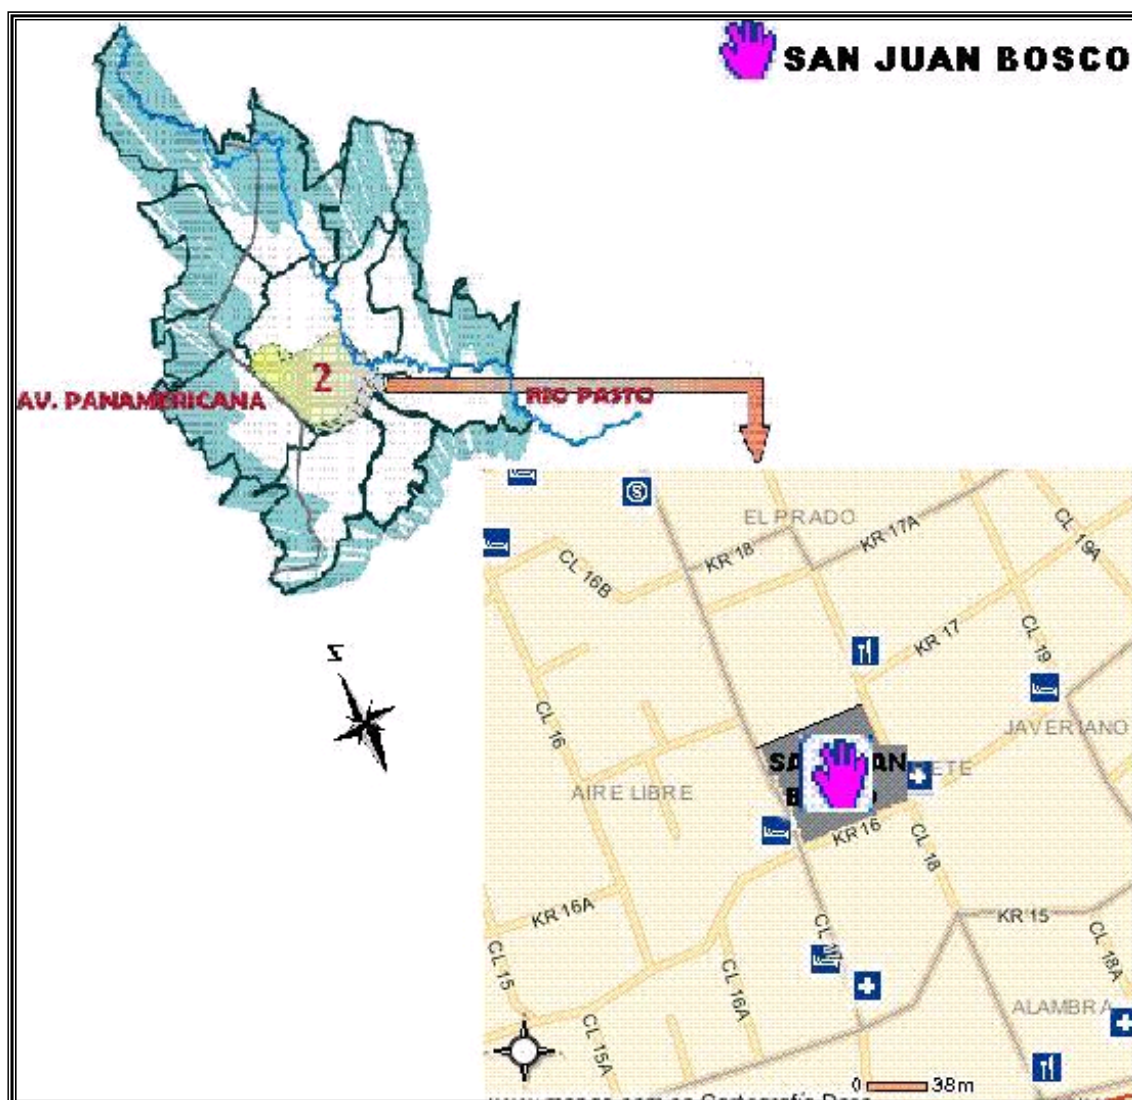 SAN JUAN BOSCO
2
AV. PANAMERICANA
RIO PASTO
EL PRADO
KR 17A
CL 19A
KR 18
CL 16B
KR 17
CL 19
CL 16
JAVERIANO
AIRE LIBRE
KR 16
CL 18
KR 16A
KR 15
CL 17
CL 15
CL 16A
CL 18A
ALAMBRA
CL 15A
0 38m